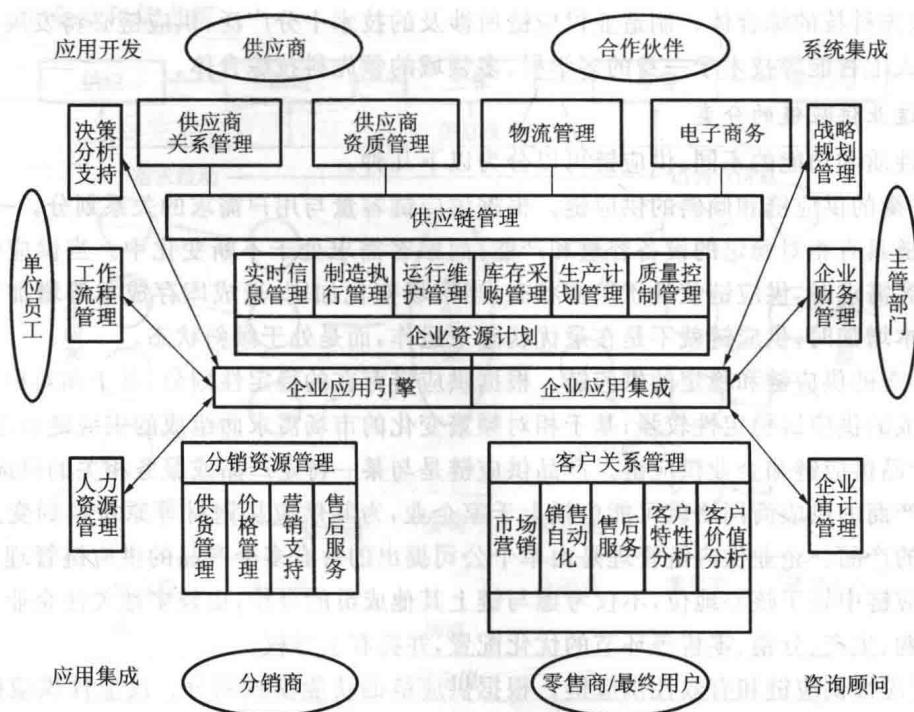 应用开发
供应商
合作伙伴
系统集成
决策
分析
支持
供应商
关系管理
供应商
资质管理
物流管理
电子商务
战略
规划
管理
供应链管理
单位员工
工作
流程
管理
实时信
息管理
制造执
行管理
运行维
护管理
库存采
购管理
生产计
划管理
质量控
制管理
企业
财务
管理
主管部门
企业资源计划
企业应用引擎
企业应用集成
人力
资源
管理
分销资源管理
供货管理
价格管理
营销支持
售后服务
客户关系管理
市场营销
销售自动化
售后服务
客户特性分析
客户价值分析
企业
审计
管理
应用集成
分销商
零售商/最终用户
咨询顾问